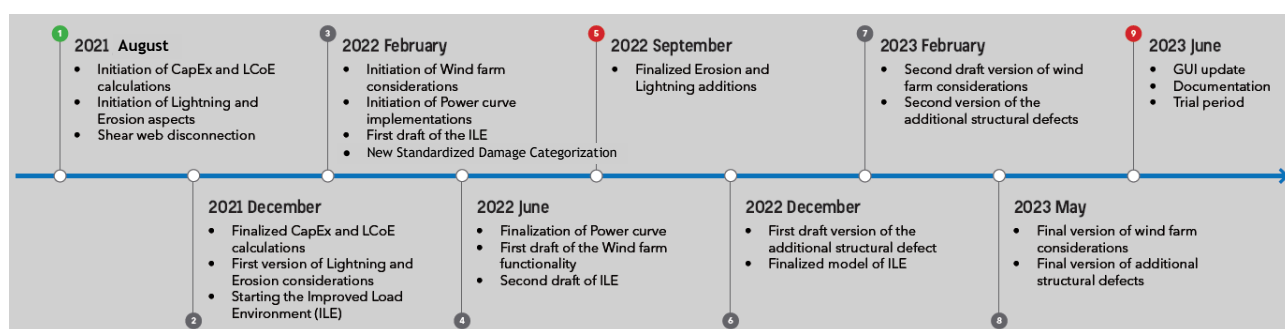 1
2021 August
• Initiation of CapEx and LCoE
calculations
• Initiation of Lightning and
Erosion aspects
• Shear web disconnection
3
2022 February
• Initiation of Wind farm
considerations
• Initiation of Power curve
implementations
• First draft of the ILE
• New Standardized Damage Categorization
5
2022 September
• Finalized Erosion and
Lightning additions
7
2023 February
• Second draft version of wind
farm considerations
• Second version of the
additional structural defects
9
2023 June
• GUI update
• Documentation
• Trial period
2021 December
• Finalized CapEx and LCoE
calculations
• First version of Lightning and
Erosion considerations
• Starting the Improved Load
Environment (ILE)
2
2022 June
• Finalization of Power curve
• First draft of the Wind farm
functionality
• Second draft of ILE
4
2022 December
• First draft version of the
additional structural defect
• Finalized model of ILE
6
2023 May
• Final version of wind farm
considerations
• Final version of additional
structural defects
8